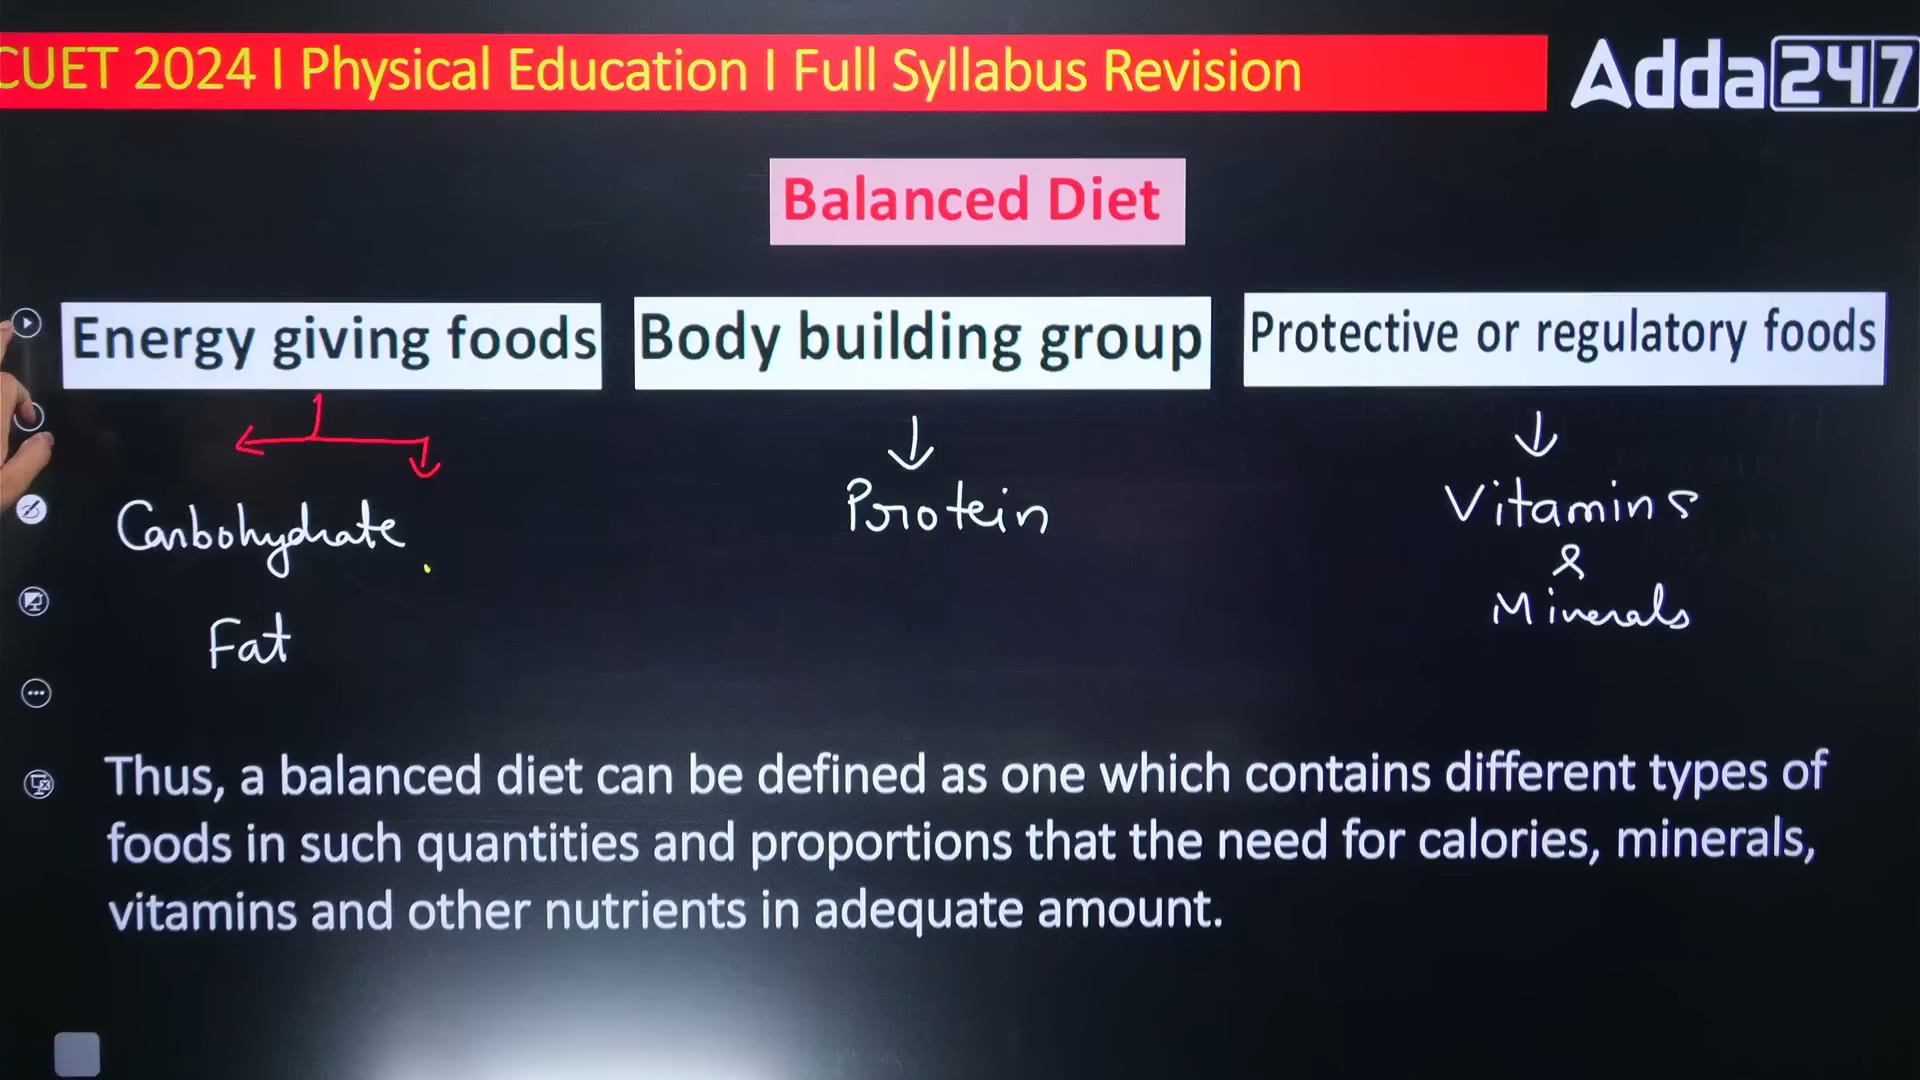 CUET 2024 I Physical Education I Full Syllabus Revision
Adda247
Balanced Diet
Energy giving foods
Body building group
Protective or regulatory foods
Carbohydrate
Fat
Protein
Vitamins
&
Minerals
Thus, a balanced diet can be defined as one which contains different types of
foods in such quantities and proportions that the need for calories, minerals,
vitamins and other nutrients in adequate amount.